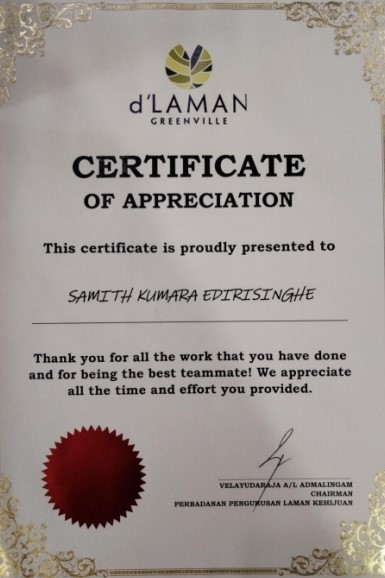 d'LAMAN
GREENVILLE
CERTIFICATE
OF APPRECIATION
This certificate is proudly presented to
SAMITH KUMARA EDIRISINGHE
Thank you for all the work that you have done
and for being the best teammate! We appreciate
all the time and effort you provided.
VELAYUDARAJA A/L ADMALINGAM
CHAIRMAN
PERBADANAN PENGURUSAN LAMAN KEHIJUAN